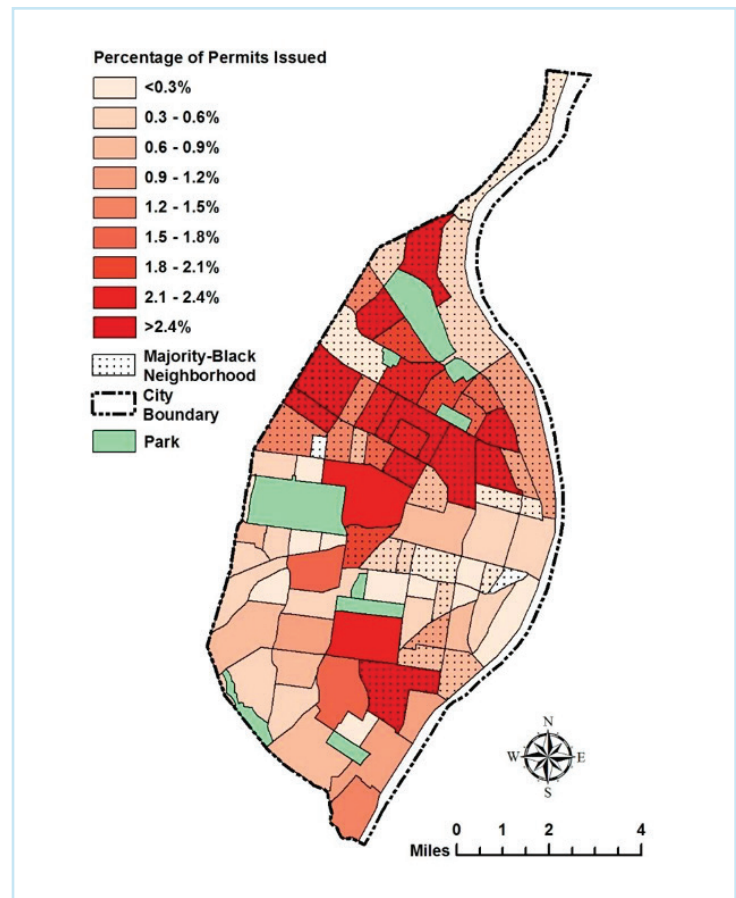 Percentage of Permits Issued
<0.3%
0.3 - 0.6%
0.6 - 0.9%
0.9 - 1.2%
1.2 - 1.5%
1.5 - 1.8%
1.8 - 2.1%
2.1 - 2.4%
>2.4%
Majority-Black
Neighborhood
City
Boundary
Park
N
W E
S
0 1 2 4
Miles